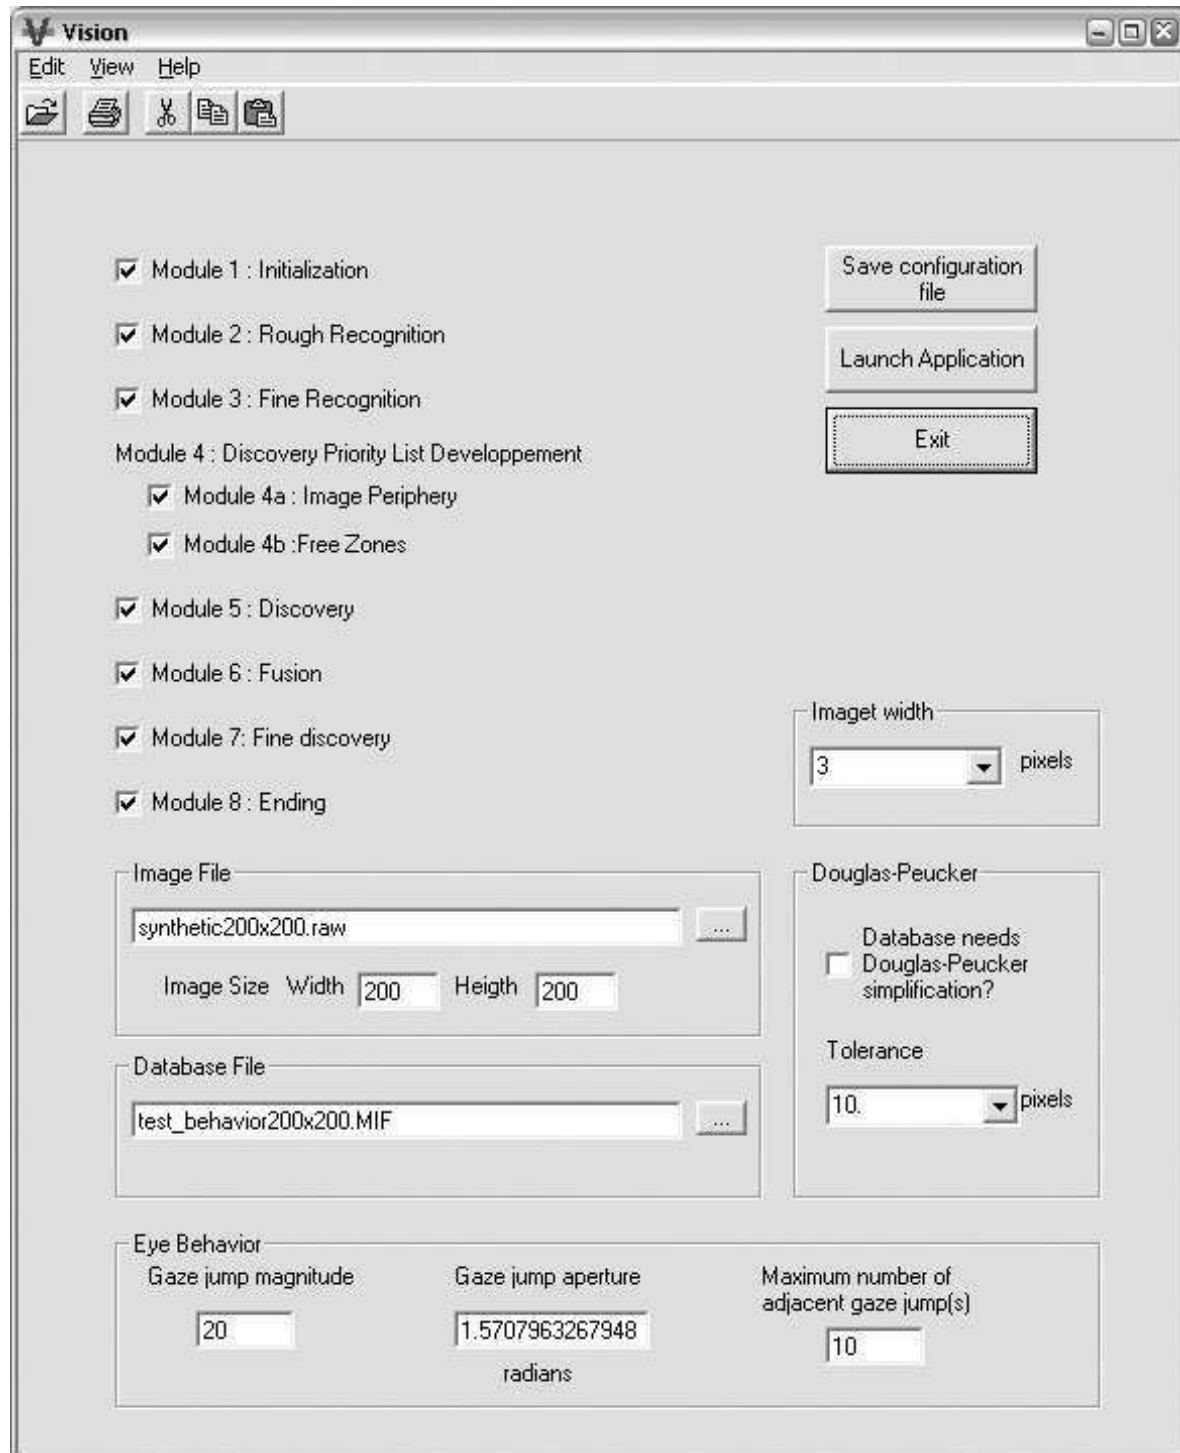 Vision
Edit View Help
Module 1 : Initialization
Module 2 : Rough Recognition
Module 3 : Fine Recognition
Module 4 : Discovery Priority List Developpement
Module 4a : Image Periphery
Module 4b :Free Zones
Module 5 : Discovery
Module 6 : Fusion
Module 7: Fine discovery
Module 8 : Ending
Save configuration
file
Launch Application
Exit
Imaget width
3 pixels
Image File
synthetic200x200.raw ...
Image Size Width 200 Heigth 200
Database File
test_behavior200x200.MIF ...
Douglas-Peucker
Database needs
Douglas-Peucker
simplification?
Tolerance
10. pixels
Eye Behavior
Gaze jump magnitude
20
Gaze jump aperture
1.5707963267948
radians
Maximum number of
adjacent gaze jump(s)
10